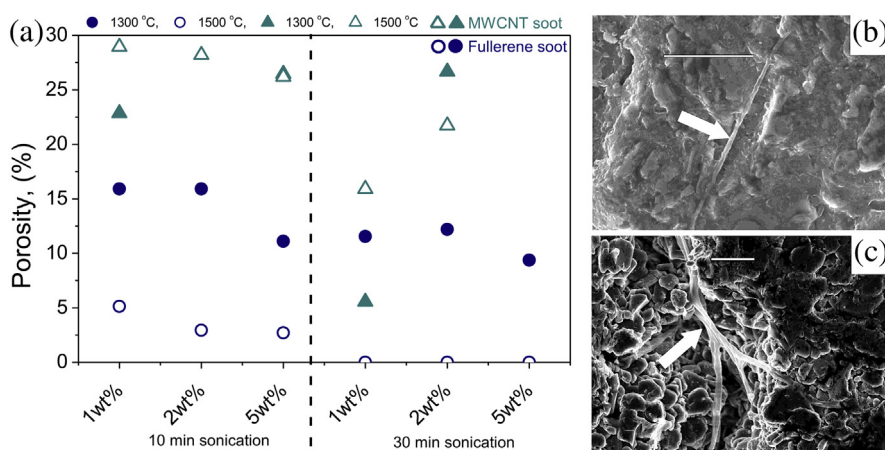 (a)
1300 °C, 1500 °C, 1300 °C, 1500 °C MWCNT soot
Fullerene soot
Porosity, (%)
30
25
20
15
10
5
0
1wt% 2wt% 5wt% 1wt% 2wt% 5wt%
10 min sonication 30 min sonication
(b)
(c)